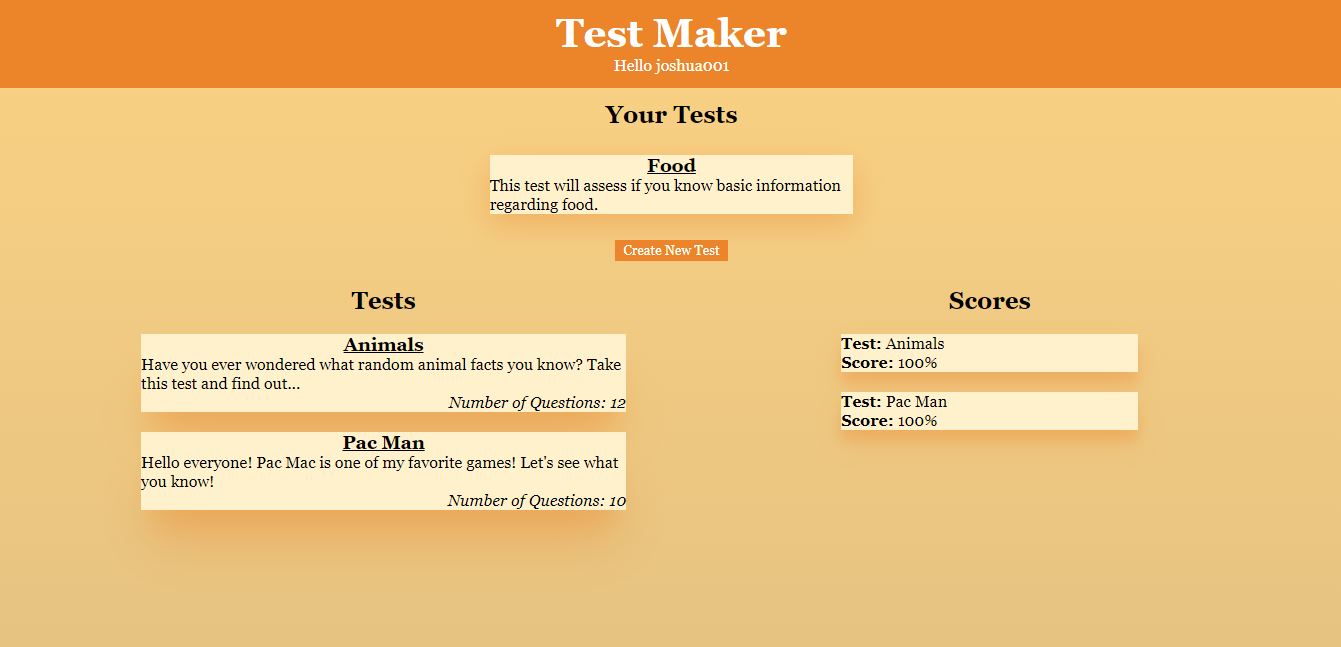 Test Maker
Hello joshua001
Your Tests
Food
This test will assess if you know basic information
regarding food.
Create New Test
Tests
Animals
Have you ever wondered what random animal facts you know? Take
this test and find out...
Number of Questions: 12
Pac Man
Hello everyone! Pac Mac is one of my favorite games! Let's see what
you know!
Number of Questions: 10
Scores
Test: Animals
Score: 100%
Test: Pac Man
Score: 100%